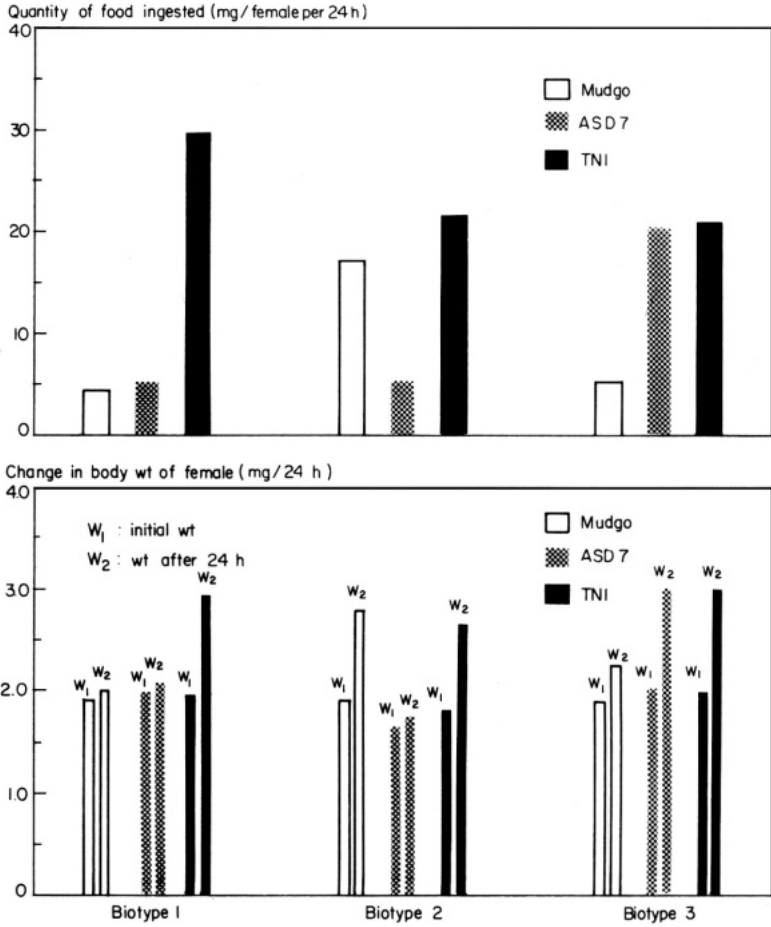 Quantity of food ingested (mg/female per 24 h)
40
30
20
10
0
Mudgo
ASD 7
TNI
Change in body wt of female (mg/24 h)
4.0
3.0
2.0
1.0
0
W₁ : initial wt
W₂ : wt after 24 h
Mudgo
ASD 7
TNI
W₁ W₂ W₁ W₂ W₁ W₂
W₁ W₂ W₁ W₂ W₁ W₂
W₁ W₂ W₁ W₂ W₁ W₂
Biotype 1 Biotype 2 Biotype 3